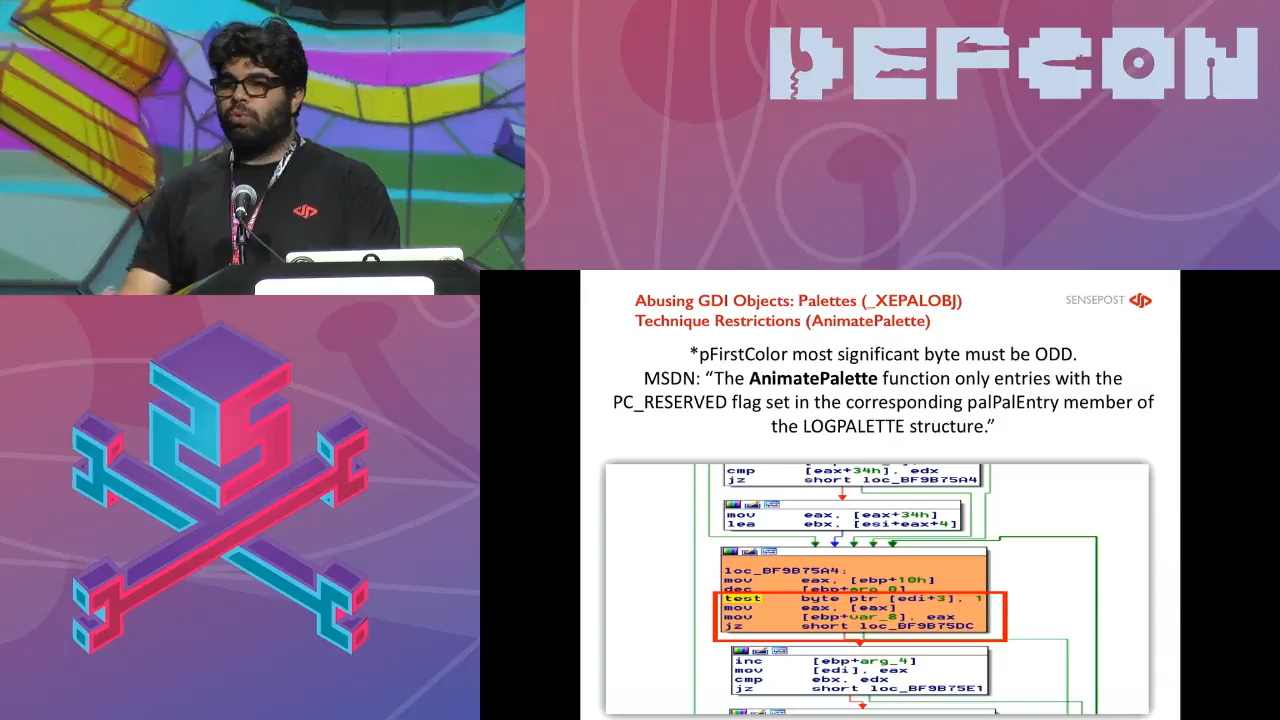 DEFCON
Abusing GDI Objects: Palettes (_XEPALOBJ)
Technique Restrictions (AnimatePalette)
SENSEPOST
*pFirstColor most significant byte must be ODD.
MSDN: “The AnimatePalette function only entries with the
PC_RESERVED flag set in the corresponding palPalEntry member of
the LOGPALETTE structure.”
cmp [eax+34h], edx
jz short loc_BF9B75A4
mov eax, [eax+34h]
lea ebx, [esi+eax+4]
loc_BF9B75A4:
mov eax, [ebp+10h]
dec [ebp+arg_0]
test byte ptr [edi+3], 1
mov eax, [eax]
mov [ebp+var_8], eax
jz short loc_BF9B75DC
inc [ebp+arg_4]
mov [edi], eax
cmp ebx, edx
jz short loc_BF9B75E1